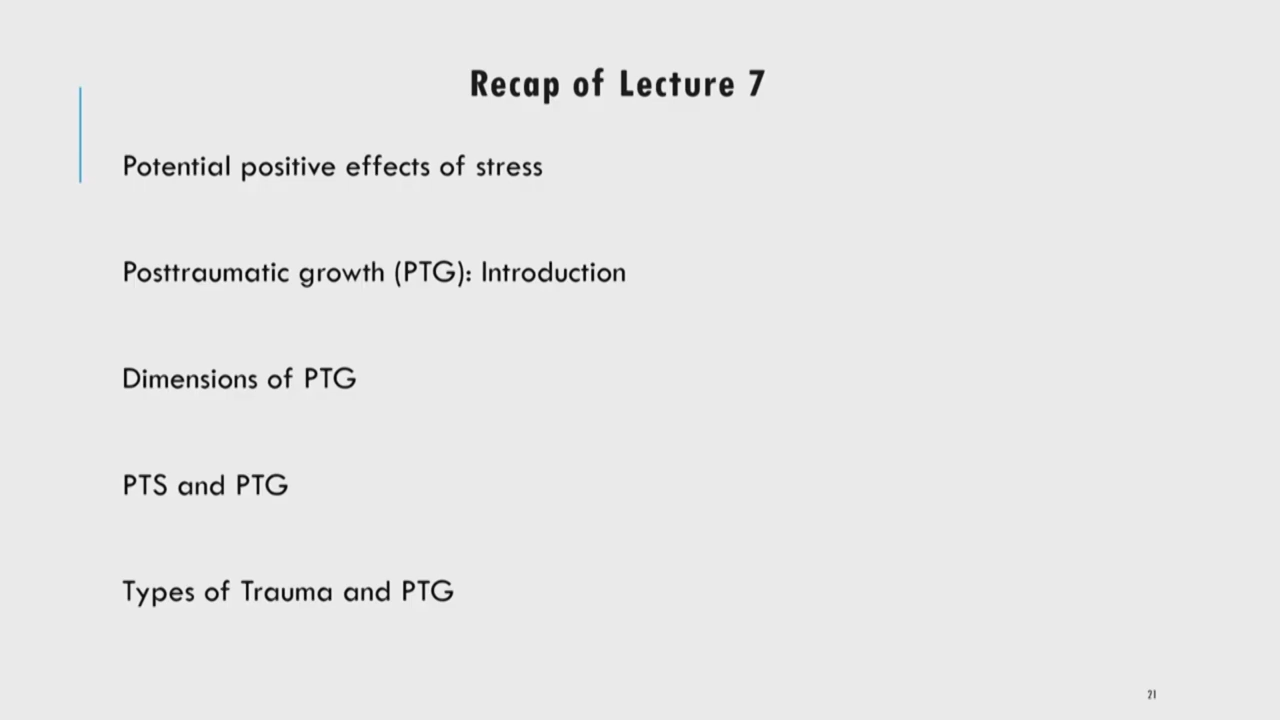 Recap of Lecture 7
Potential positive effects of stress
Posttraumatic growth (PTG): Introduction
Dimensions of PTG
PTS and PTG
Types of Trauma and PTG
21